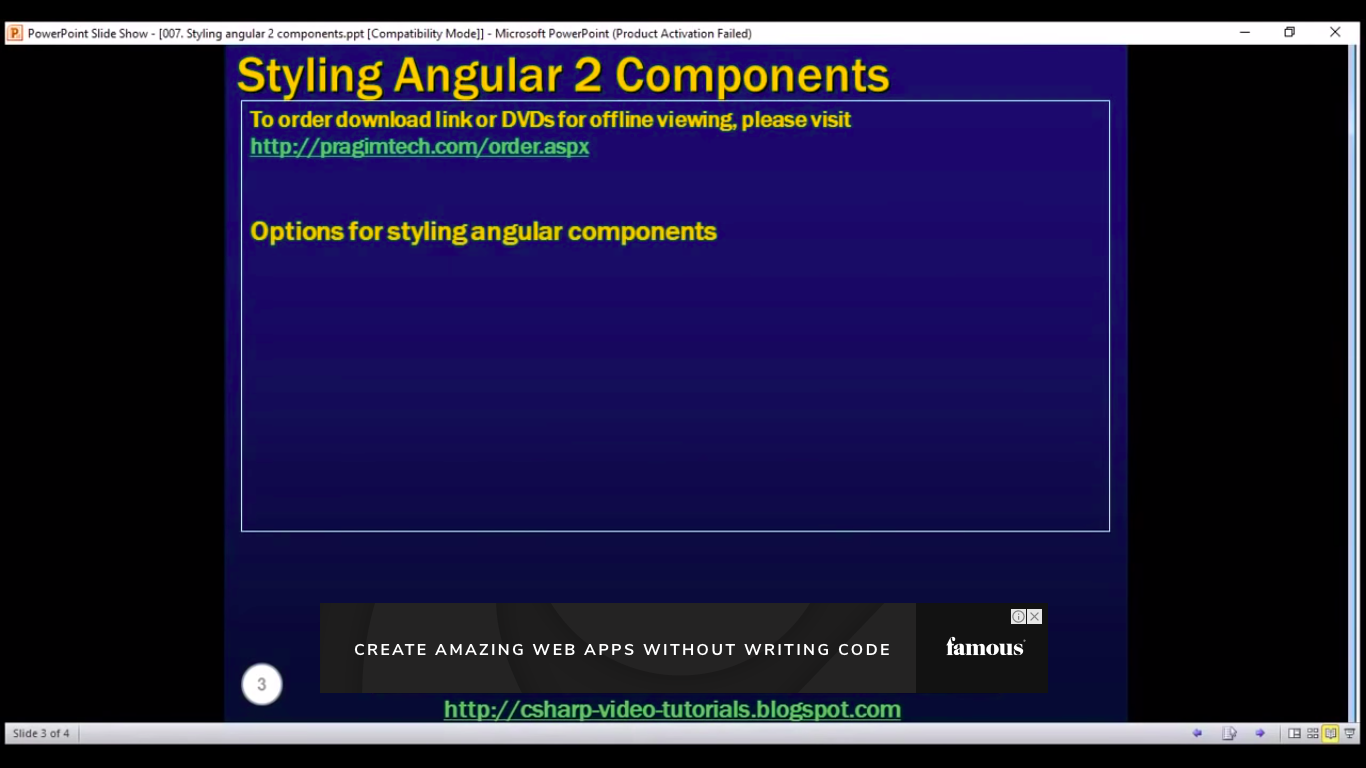 PowerPoint Slide Show - [007. Styling angular 2 components.ppt [Compatibility Mode]] - Microsoft PowerPoint (Product Activation Failed)
Styling Angular 2 Components
To order download link or DVDs for offline viewing, please visit
http://pragimtech.com/order.aspx
Options for styling angular components
CREATE AMAZING WEB APPS WITHOUT WRITING CODE
famous
3
http://csharp-video-tutorials.blogspot.com
Slide 3 of 4